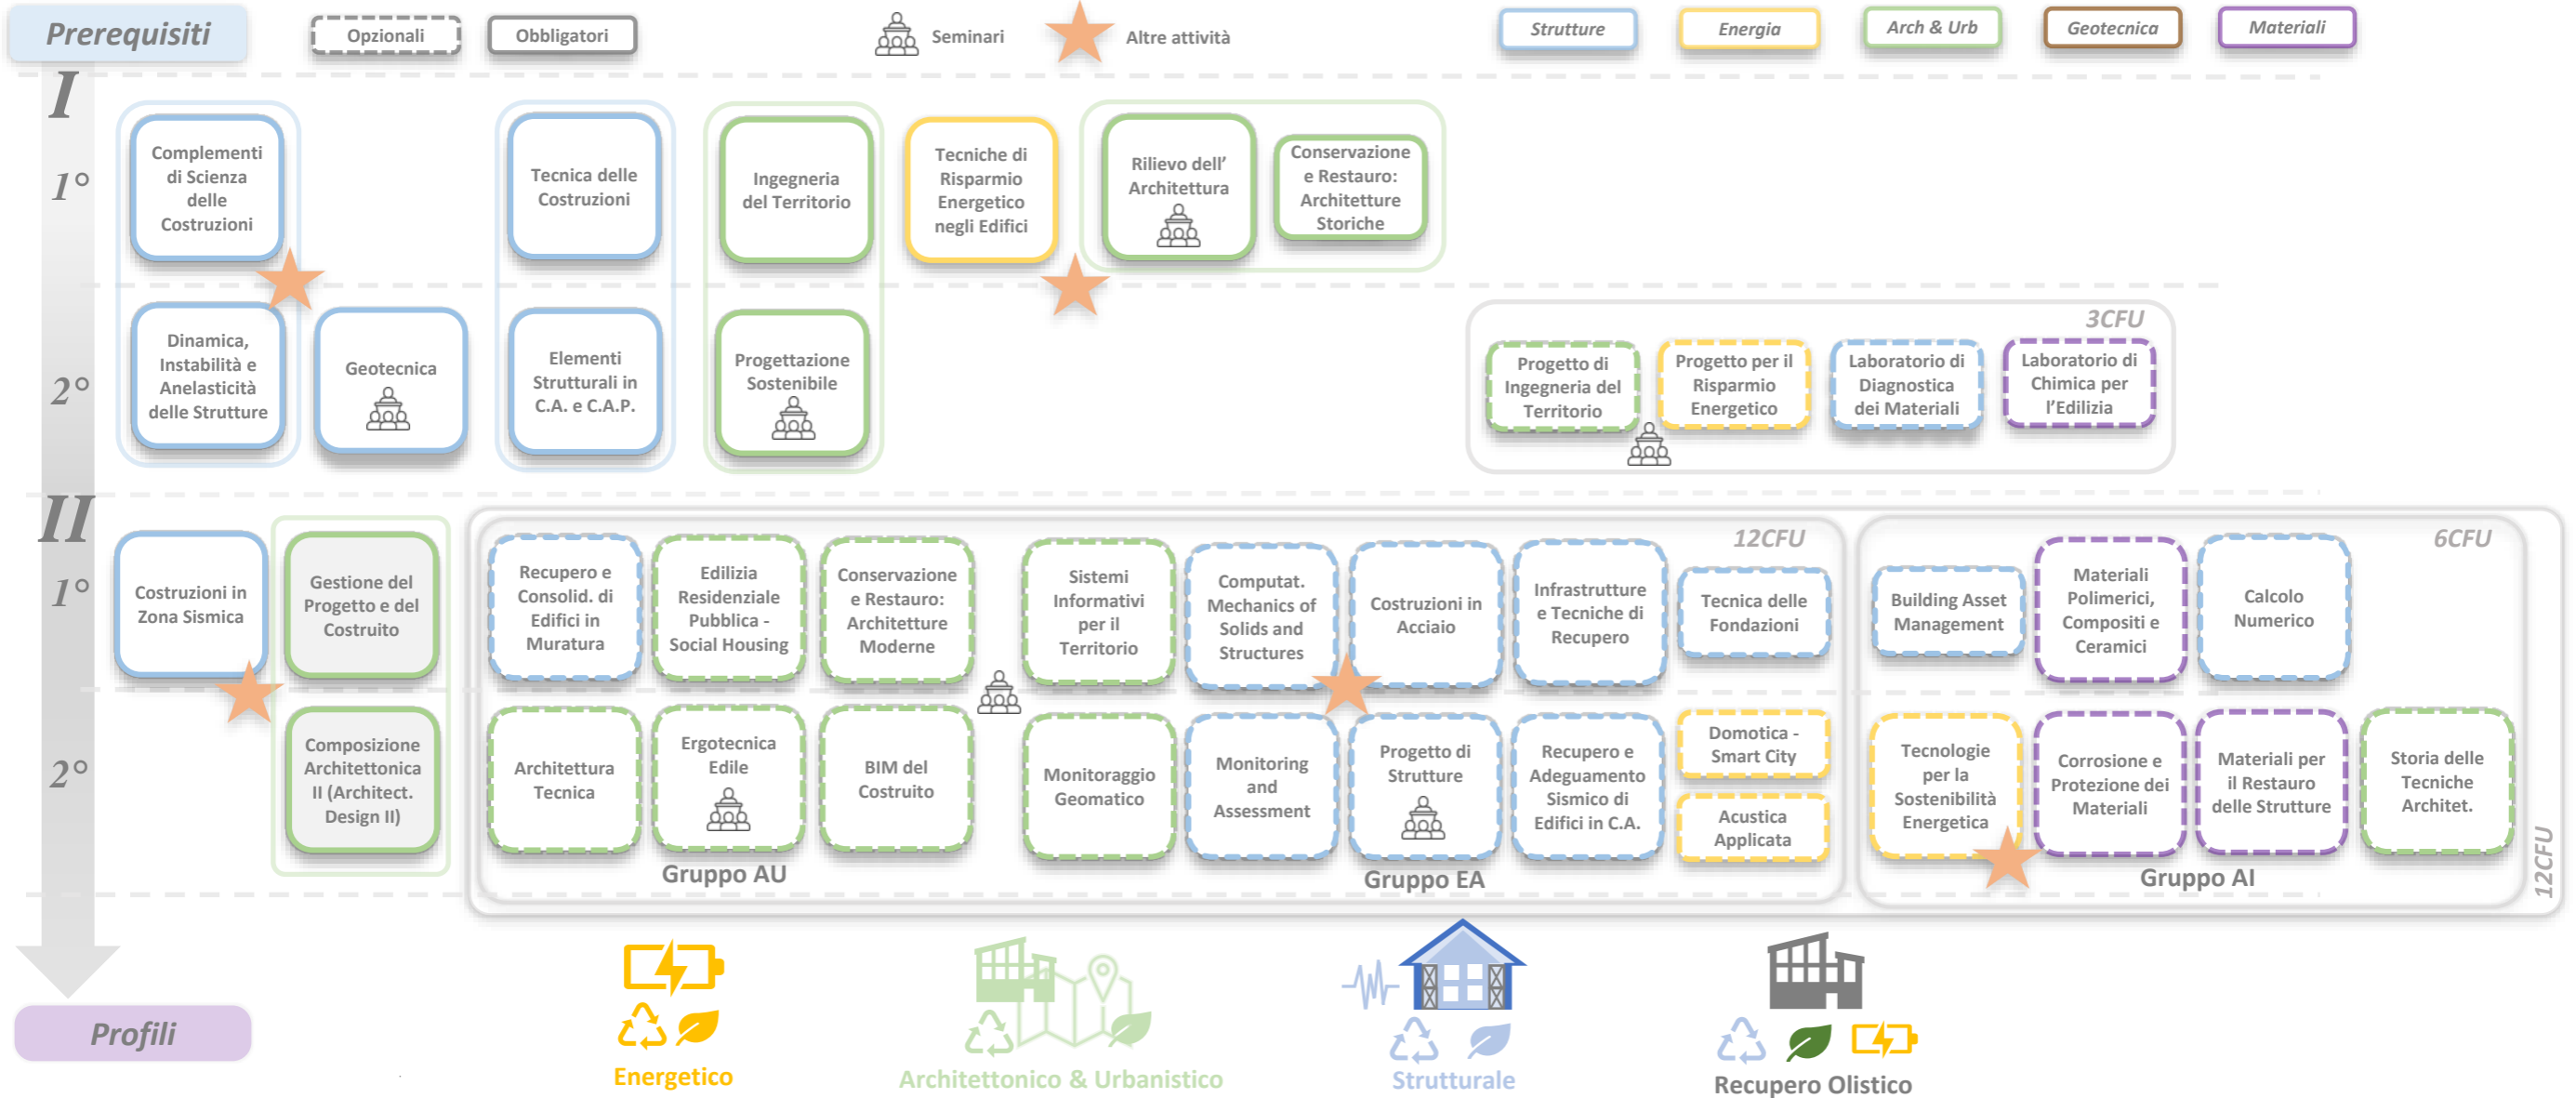 Prerequisiti
Opzionali
Obbligatori
Seminari
Altre attività
Strutture
Energia
Arch & Urb
Geotecnica
Materiali
I
1°
Complementi
di Scienza
delle
Costruzioni
Tecnica delle
Costruzioni
Ingegneria
del Territorio
Tecniche di
Risparmio
Energetico
negli Edifici
Rilievo dell’
Architettura
Conservazione
e Restauro:
Architetture
Storiche
2°
Dinamica,
Instabilità e
Anelasticità
delle Strutture
Geotecnica
Elementi
Strutturali in
C.A. e C.A.P.
Progettazione
Sostenibile
3CFU
Progetto di
Ingegneria del
Territorio
Progetto per il
Risparmio
Energetico
Laboratorio di
Diagnostica
dei Materiali
Laboratorio di
Chimica per
l’Edilizia
II
1°
Costruzioni in
Zona Sismica
Gestione del
Progetto e del
Costruito
Recupero e
Consolid. di
Edifici in
Muratura
Edilizia
Residenziale
Pubblica -
Social Housing
Conservazione
e Restauro:
Architetture
Moderne
Sistemi
Informativi
per il
Territorio
Computat.
Mechanics of
Solids and
Structures
Costruzioni in
Acciaio
Infrastrutture
e Tecniche di
Recupero
12CFU
Tecnica delle
Fondazioni
Building Asset
Management
Materiali
Polimerici,
Compositi e
Ceramici
Calcolo
Numerico
6CFU
2°
Composizione
Architettonica
II (Architect.
Design II)
Architettura
Tecnica
Ergotecnica
Edile
BIM del
Costruito
Monitoraggio
Geomatico
Monitoring
and
Assessment
Progetto di
Strutture
Recupero e
Adeguamento
Sismico di
Edifici in C.A.
Domotica -
Smart City
Acustica
Applicata
Tecnologie
per la
Sostenibilità
Energetica
Corrosione e
Protezione dei
Materiali
Materiali per
il Restauro
delle Strutture
Storia delle
Tecniche
Architet.
12CFU
Gruppo AU
Gruppo EA
Gruppo AI
Profili
Energetico
Architettonico & Urbanistico
Strutturale
Recupero Olistico